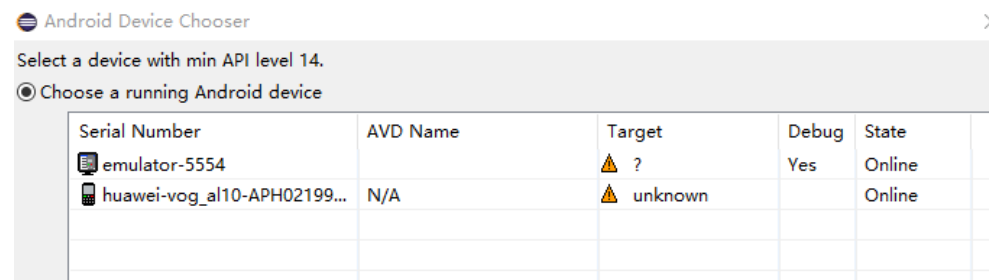 Android Device Chooser
Select a device with min API level 14.
Choose a running Android device
Serial Number AVD Name Target Debug State
emulator-5554 ? Yes Online
huawei-vog_al10-APH02199... N/A unknown Online